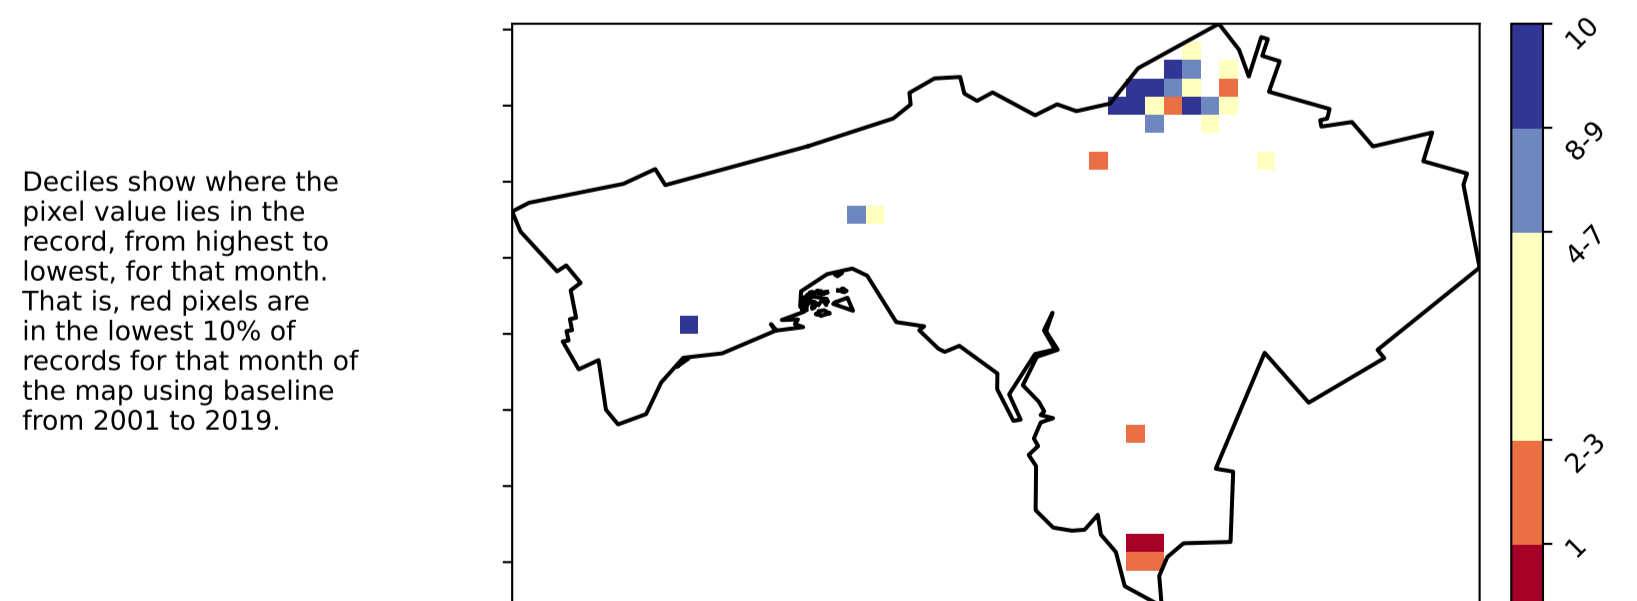 Deciles show where the
pixel value lies in the
record, from highest to
lowest, for that month.
That is, red pixels are
in the lowest 10% of
records for that month of
the map using baseline
from 2001 to 2019.
10
8-9
4-7
2-3
1